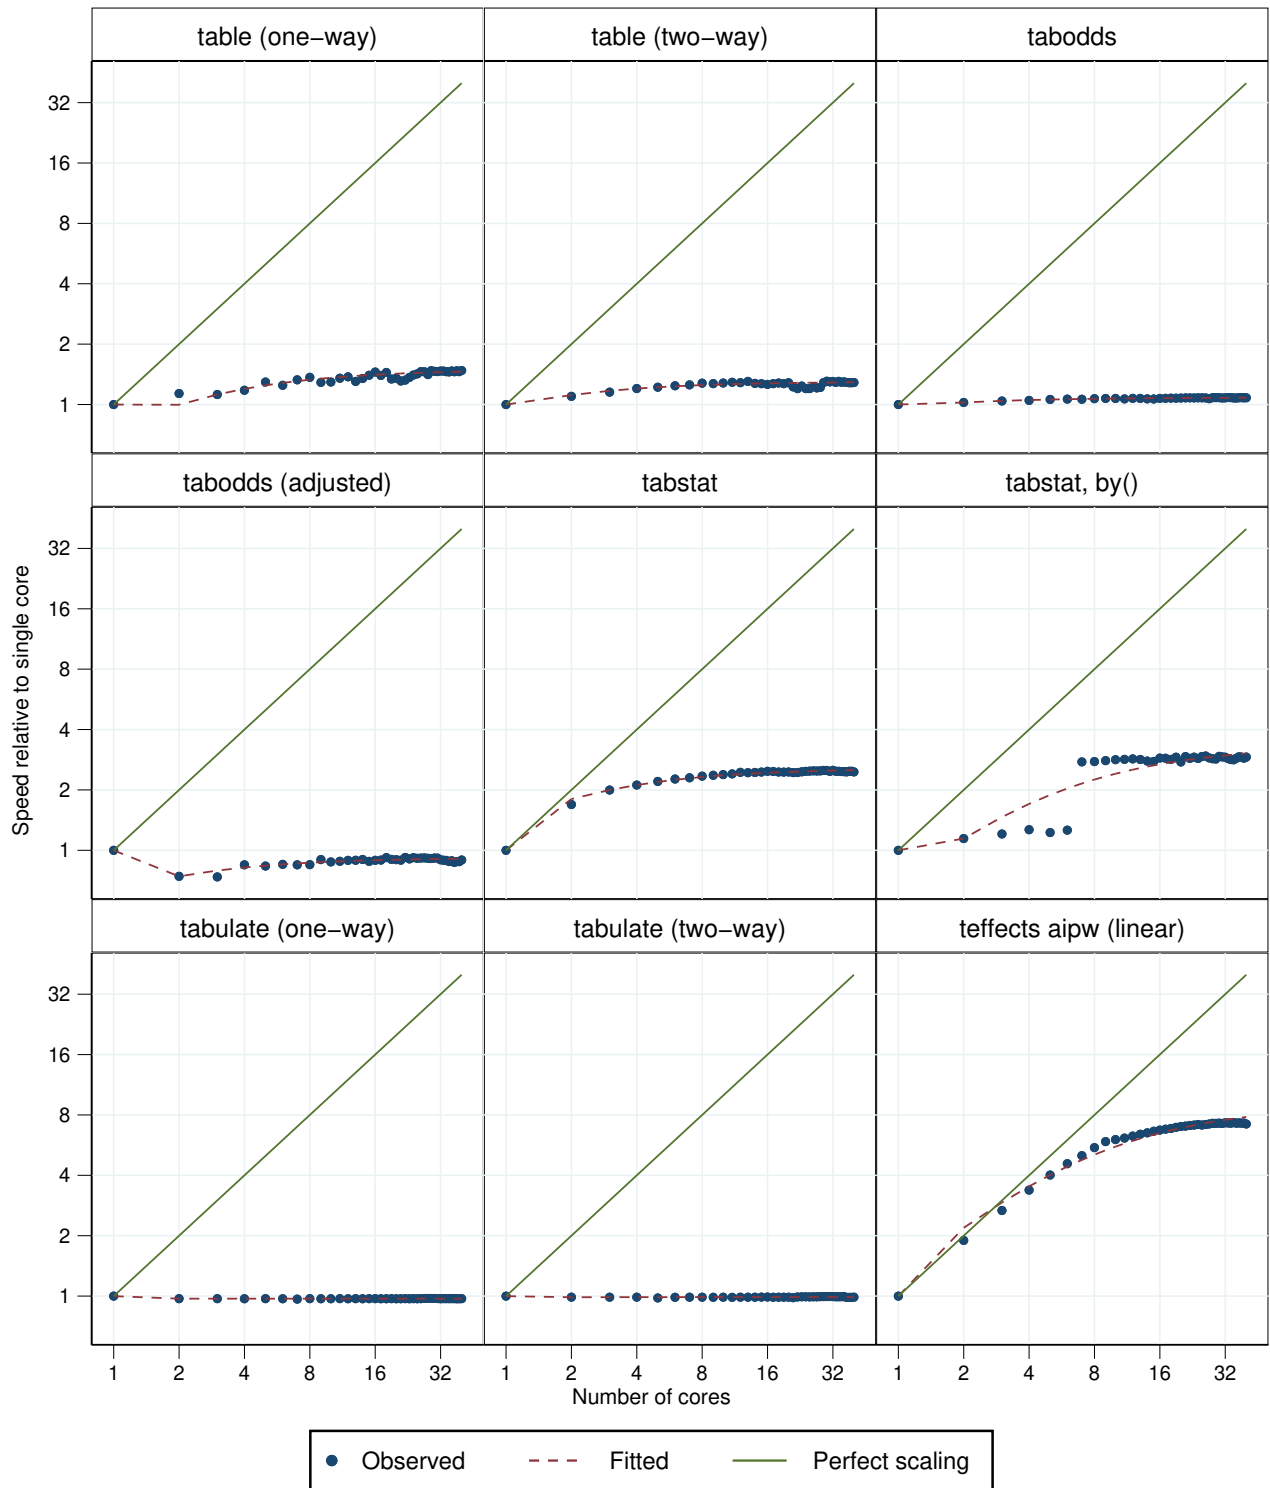 table (one−way) table (two−way) tabodds
32
16
8
4
2
1
tabodds (adjusted) tabstat tabstat, by()
32
16
8
4
2
1
Speed relative to single core
tabulate (one−way) tabulate (two−way) teffects aipw (linear)
32
16
8
4
2
1
1 2 4 8 16 32 1 2 4 8 16 32 1 2 4 8 16 32
Number of cores
Observed Fitted Perfect scaling